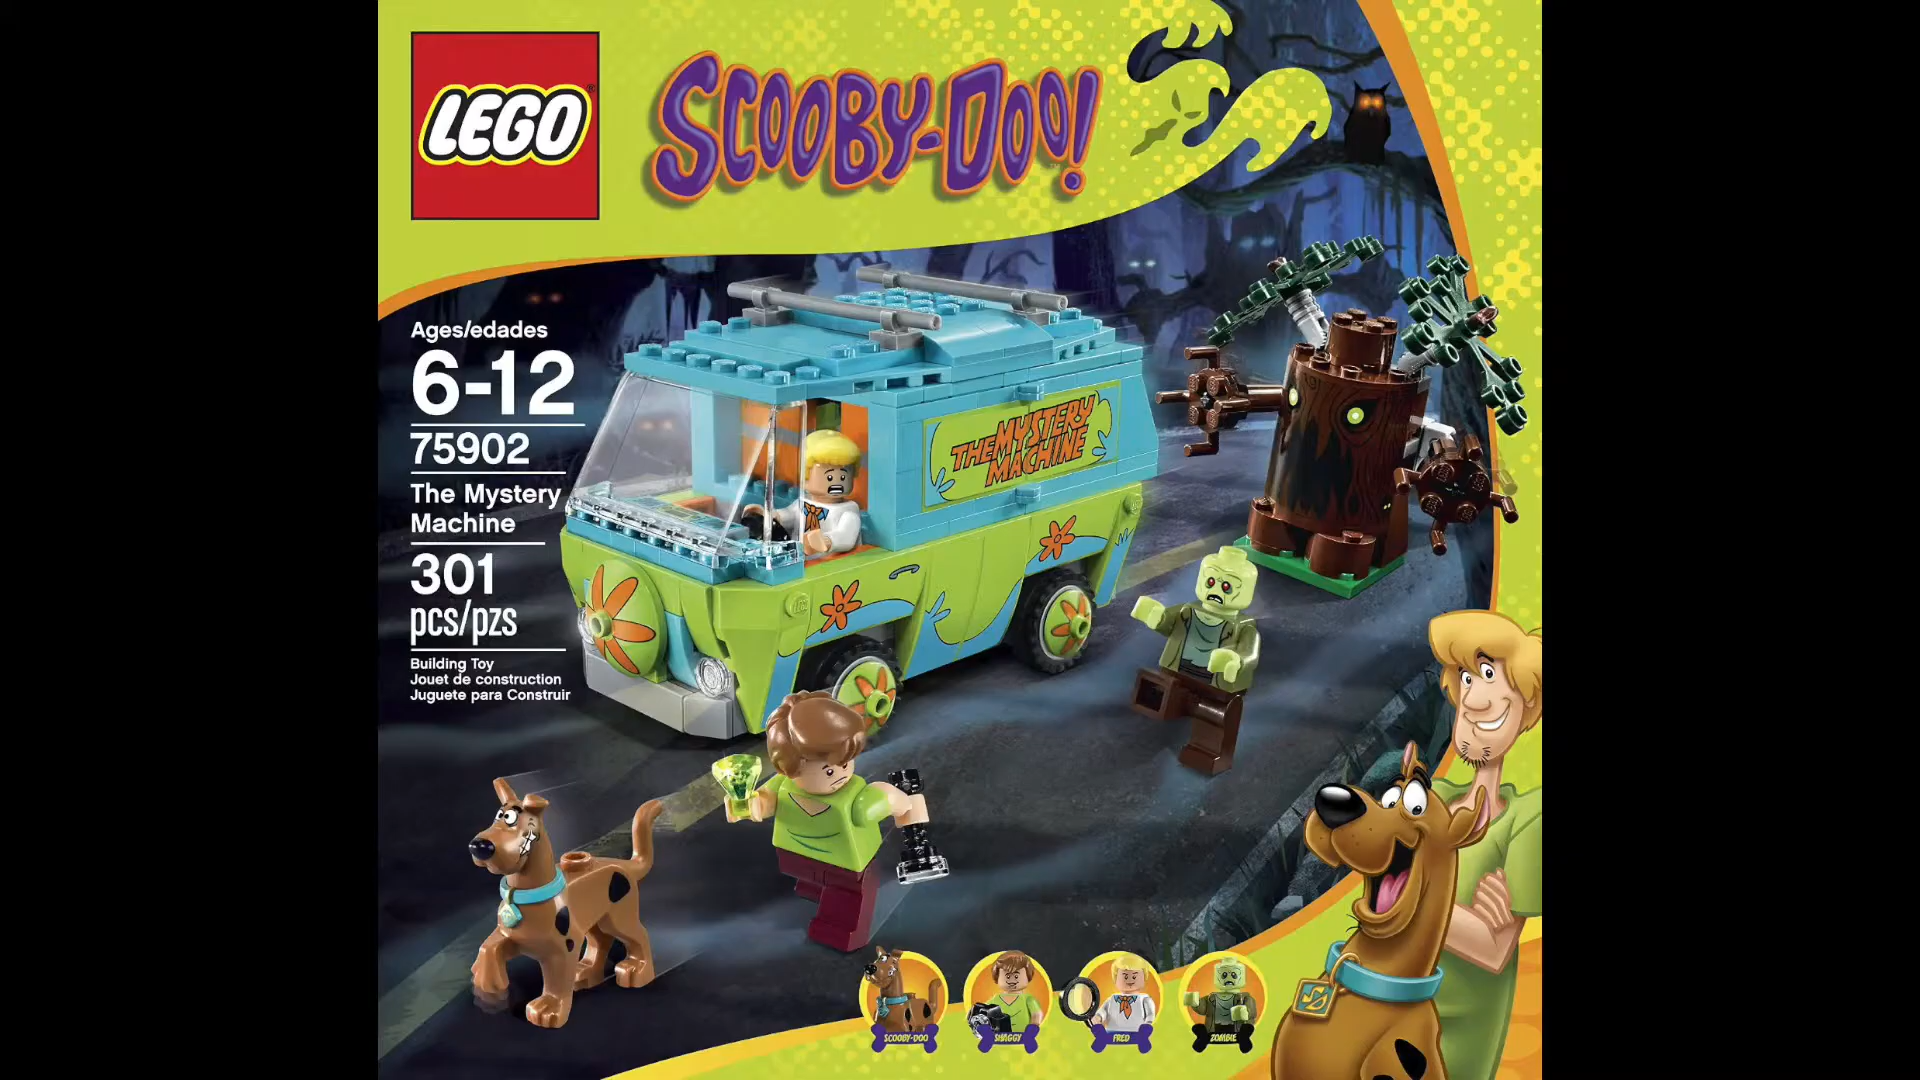 LEGO®
SCOOBY-DOO!
Ages/edades
6-12
75902
The Mystery
Machine
301
pcs/pzs
Building Toy
Jouet de construction
Juguete para Construir
THE MYSTERY
MACHINE
SCOOBY-DOO
SHAGGY
FRED
ZOMBIE